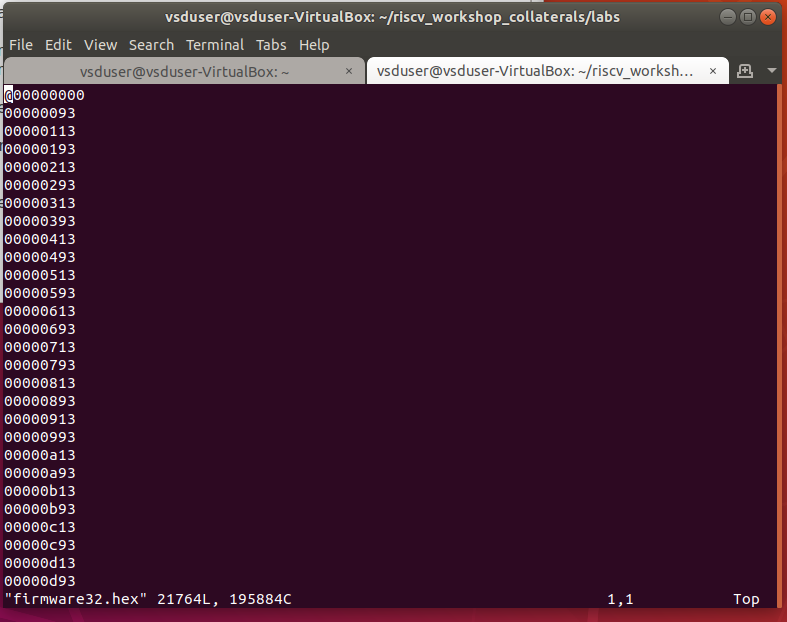 vsduser@vsduser-VirtualBox: ~/riscv_workshop_collaterals/labs
File Edit View Search Terminal Tabs Help
vsduser@vsduser-VirtualBox: ~ × vsduser@vsduser-VirtualBox: ~/riscv_worksh... ×
@00000000
00000093
00000113
00000193
00000213
00000293
00000313
00000393
00000413
00000493
00000513
00000593
00000613
00000693
00000713
00000793
00000813
00000893
00000913
00000993
00000a13
00000a93
00000b13
00000b93
00000c13
00000c93
00000d13
00000d93
"firmware32.hex" 21764L, 195884C 1,1 Top